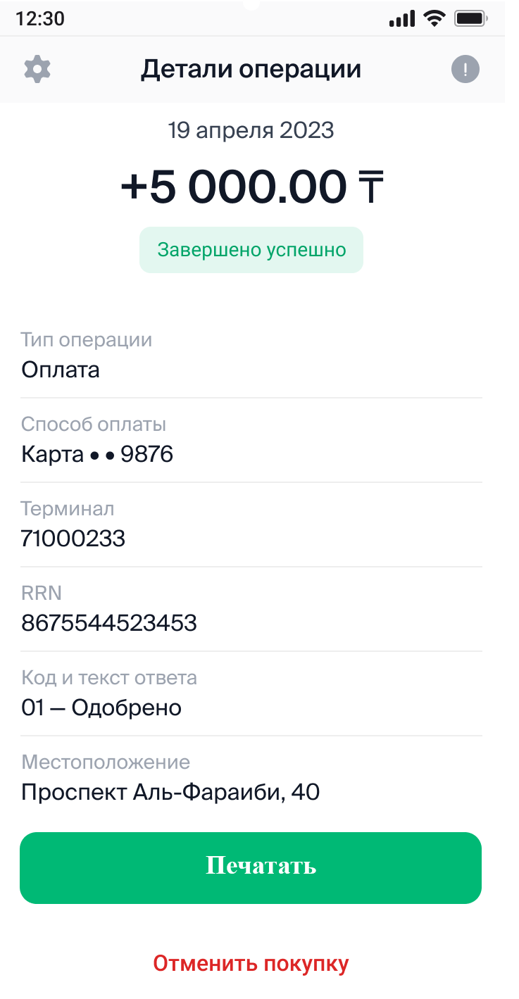 12:30
Детали операции
!
19 апреля 2023
+5 000.00 ₸
Завершено успешно
Тип операции
Оплата
Способ оплаты
Карта • • 9876
Терминал
71000233
RRN
8675544523453
Код и текст ответа
01 — Одобрено
Местоположение
Проспект Аль-Фараиби, 40
Печатать
Отменить покупку